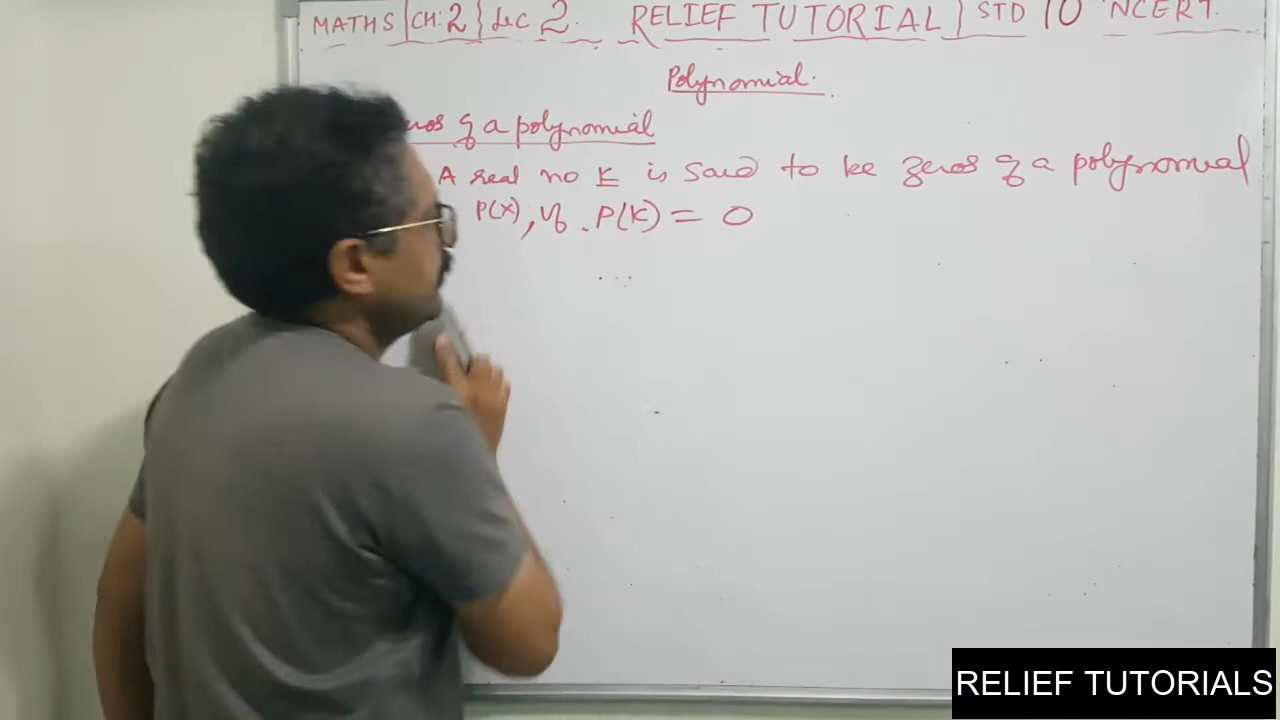 MATHS | CH: 2 } Lec 2. RELIEF TUTORIAL ) STD 10 NCERT.
Polynomial.
of a polynomial
A real no K is said to be zeros of a polynomial
P(X), if . P(K) = 0
RELIEF TUTORIALS